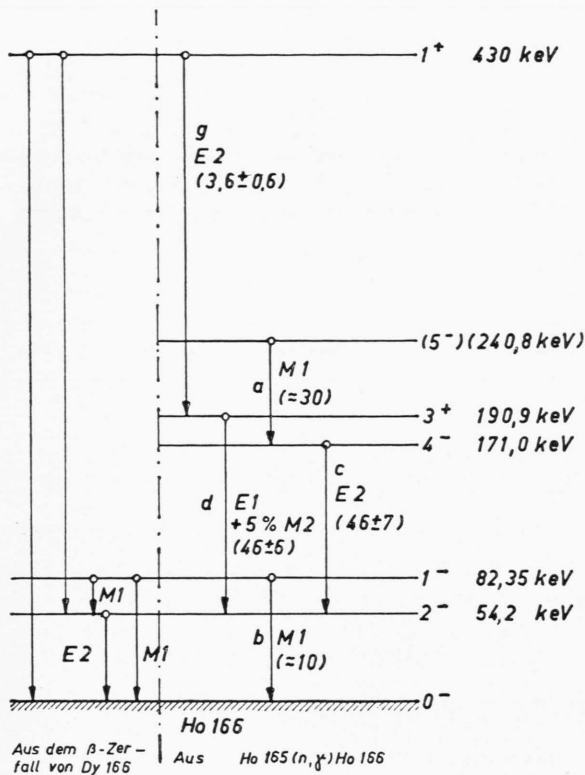 1+ 430 keV
g
E2
(3,6±0,6)
(5-) (240,8 keV)
M1
a
(≈30)
3+ 190,9 keV
4- 171,0 keV
c
E2
(46±7)
d
E1
+5% M2
(46±6)
1- 82,35 keV
M1
2- 54,2 keV
E2
M1
b M1
(≈10)
0-
Ho 166
Aus dem β-Zer-
fall von Dy 166
Aus Ho 165 (n,γ) Ho 166